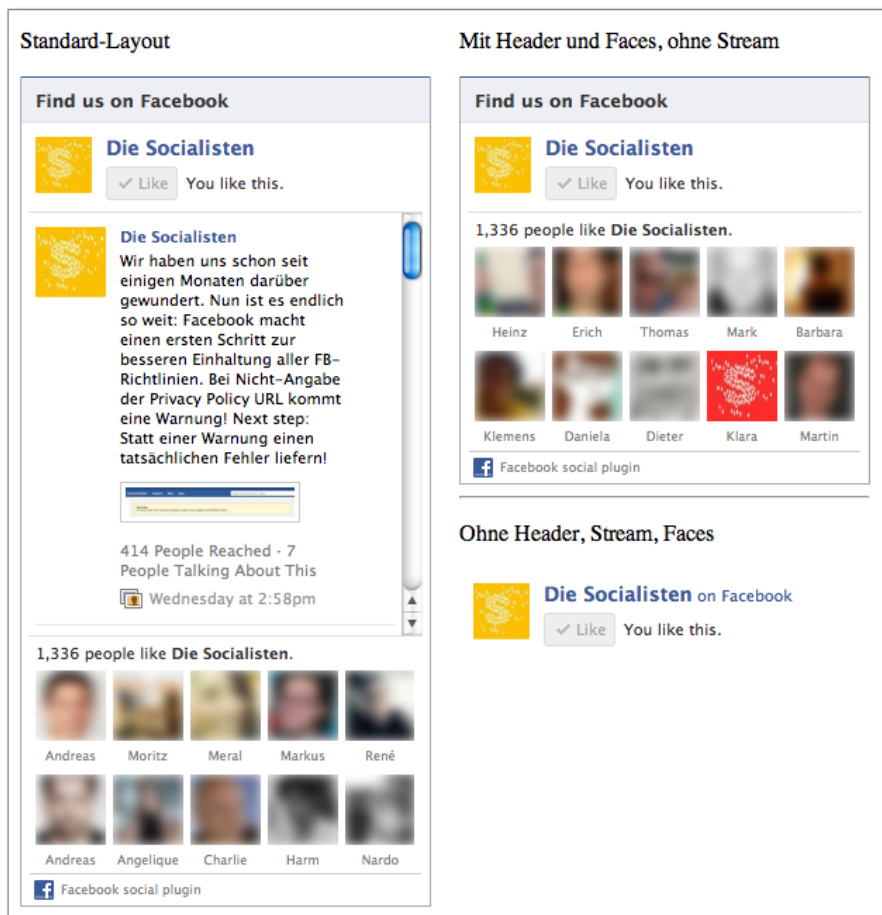 Standard-Layout
Find us on Facebook
Die Socialisten
Like You like this.
Die Socialisten
Wir haben uns schon seit
einigen Monaten darüber
gewundert. Nun ist es endlich
so weit: Facebook macht
einen ersten Schritt zur
besseren Einhaltung aller FB-
Richtlinien. Bei Nicht-Angabe
der Privacy Policy URL kommt
eine Warnung! Next step:
Statt einer Warnung einen
tatsächlichen Fehler liefern!
414 People Reached · 7
People Talking About This
Wednesday at 2:58pm
1,336 people like Die Socialisten.
Andreas Moritz Meral Markus René
Andreas Angelique Charlie Harm Nardo
Facebook social plugin
Mit Header und Faces, ohne Stream
Find us on Facebook
Die Socialisten
Like You like this.
1,336 people like Die Socialisten.
Heinz Erich Thomas Mark Barbara
Klemens Daniela Dieter Klara Martin
Facebook social plugin
Ohne Header, Stream, Faces
Die Socialisten on Facebook
Like You like this.